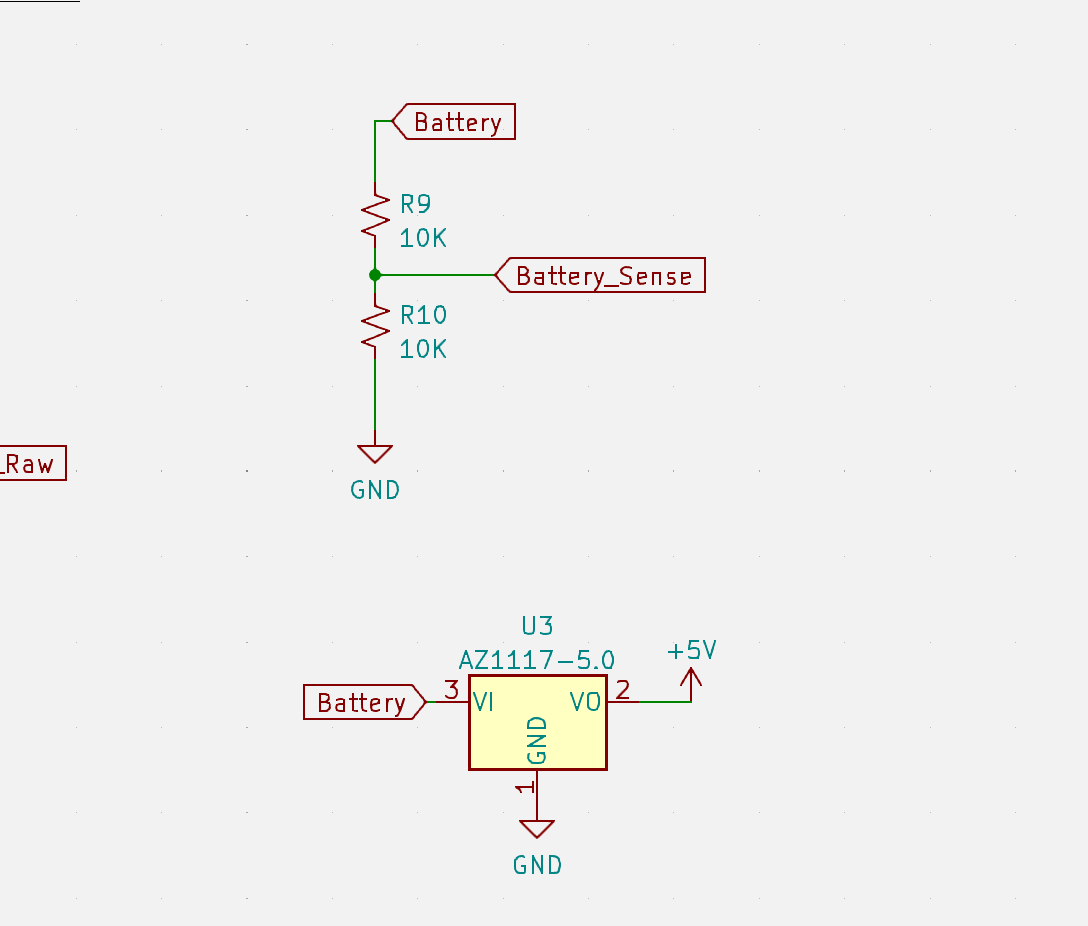 Battery
R9
10K
Battery_Sense
R10
10K
_Raw
GND
U3
AZ1117-5.0
+5V
Battery
3
VI
VO
2
GND
1
GND